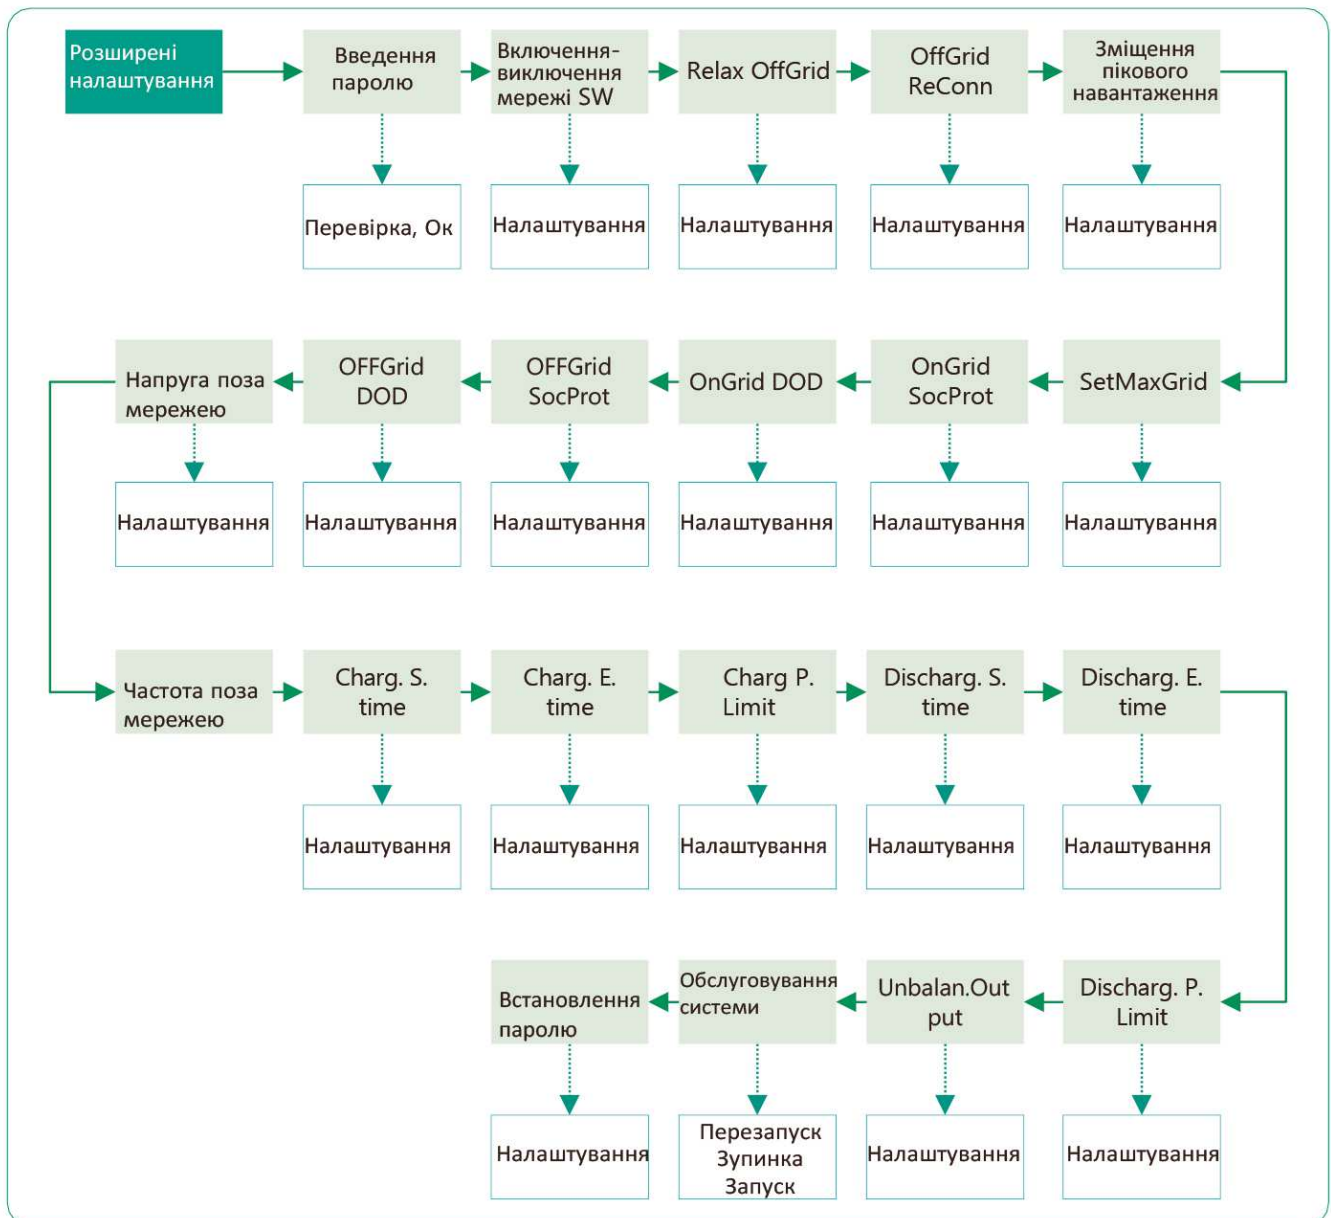 Розширені
налаштування
Введення
паролю
Включення-
виключення
мережі SW
Relax OffGrid
OffGrid
ReConn
Зміщення
пікового
навантаження
Перевірка, Ок
Налаштування
Налаштування
Налаштування
Налаштування
Напруга поза
мережею
OFFGrid
DOD
OFFGrid
SocProt
OnGrid DOD
OnGrid
SocProt
SetMaxGrid
Налаштування
Налаштування
Налаштування
Налаштування
Налаштування
Налаштування
Частота поза
мережею
Charg. S.
time
Charg. E.
time
Charg P.
Limit
Discharg. S.
time
Discharg. E.
time
Налаштування
Налаштування
Налаштування
Налаштування
Налаштування
Встановлення
паролю
Обслуговування
системи
Unbalan.Out
put
Discharg. P.
Limit
Налаштування
Перезапуск
Зупинка
Запуск
Налаштування
Налаштування